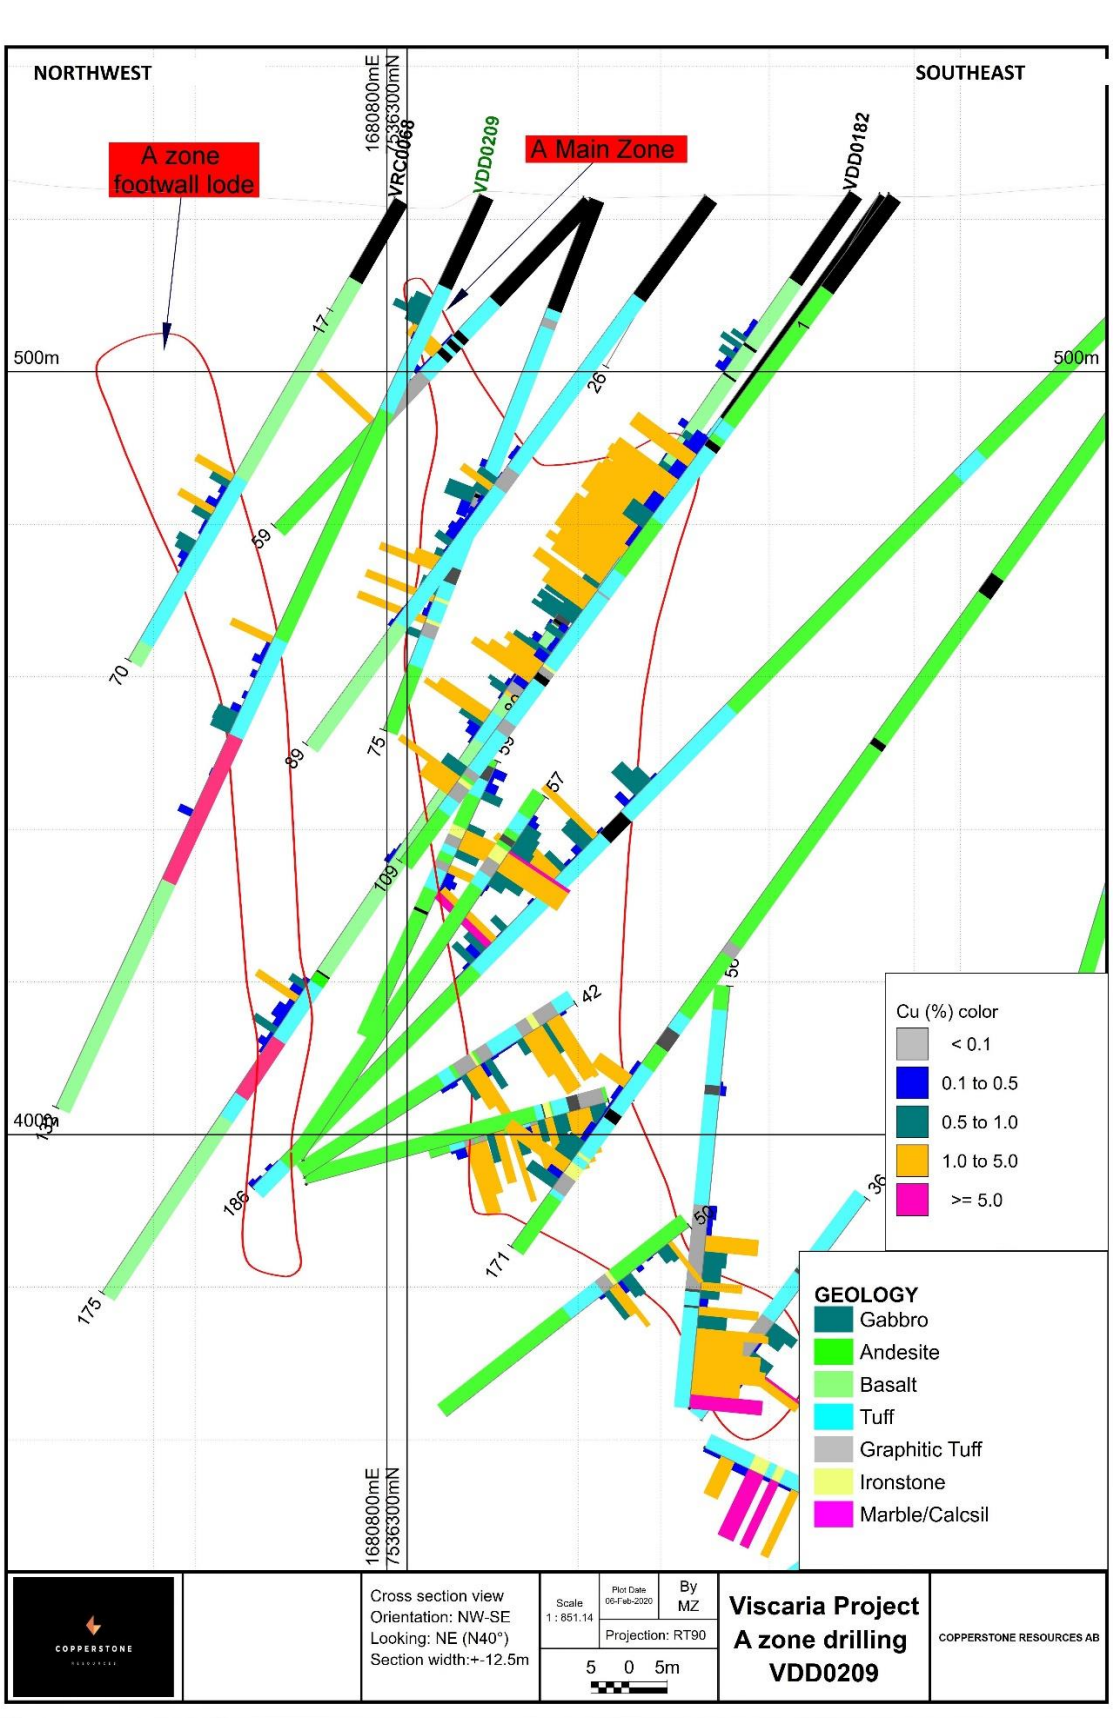 NORTHWEST
SOUTHEAST
1680800mE
7536300mN
VRC0068
VDD0209
A Main Zone
VDD0182
A zone
footwall lode
17
1
500m
500m
26
59
70
89
75
59
57
109
42
56
133
400m
186
36
50
171
175
Cu (%) color
< 0.1
0.1 to 0.5
0.5 to 1.0
1.0 to 5.0
>= 5.0
GEOLOGY
Gabbro
Andesite
Basalt
Tuff
Graphitic Tuff
Ironstone
Marble/Calcsil
1680800mE
7536300mN
COPPERSTONE
RESOURCES
Cross section view
Orientation: NW-SE
Looking: NE (N40°)
Section width:+-12.5m
Scale
1 : 851.14
Plot Date
06-Feb-2020
By
MZ
Projection: RT90
5 0 5m
Viscaria Project
A zone drilling
VDD0209
COPPERSTONE RESOURCES AB